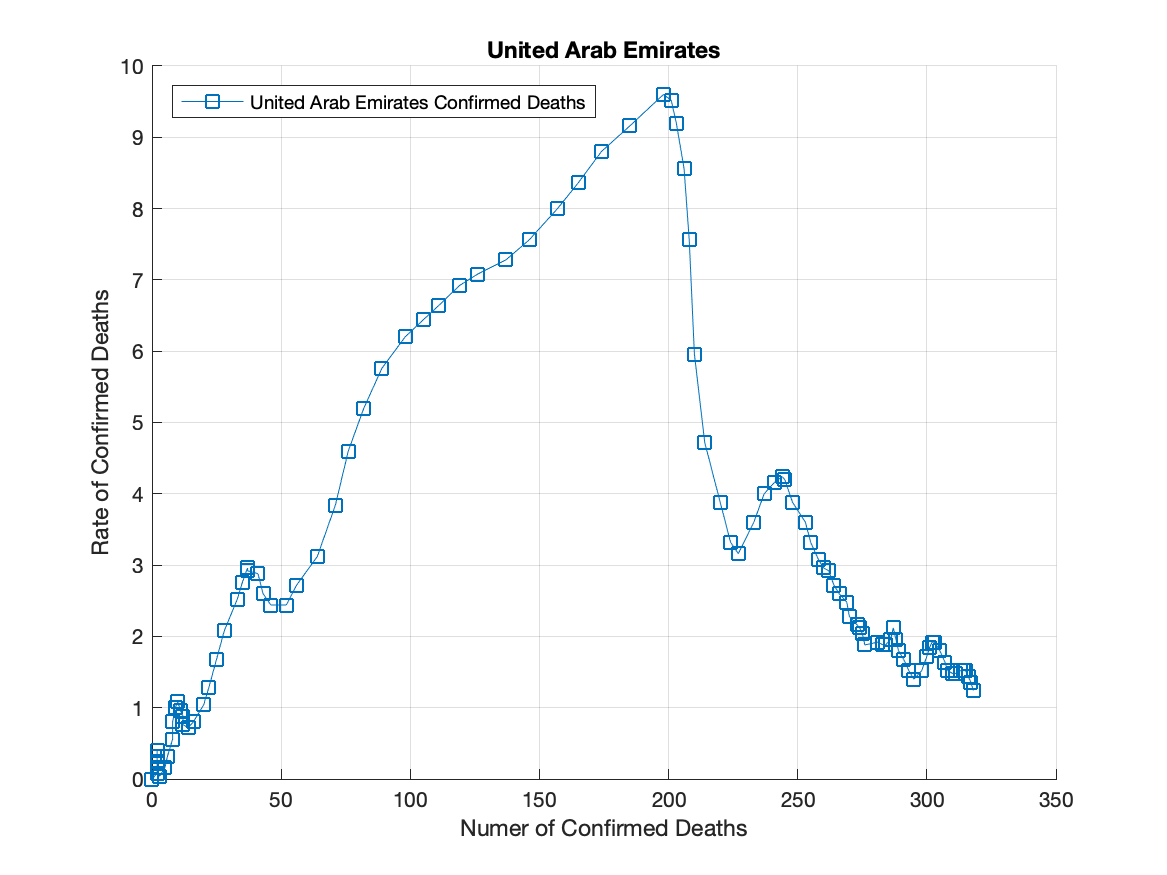 United Arab Emirates
10
United Arab Emirates Confirmed Deaths
9
8
7
6
5
4
3
2
1
0
Rate of Confirmed Deaths
0 50 100 150 200 250 300 350
Numer of Confirmed Deaths